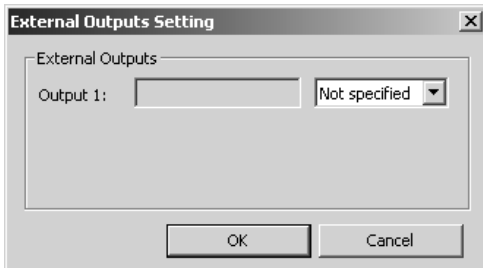 External Outputs Setting
External Outputs
Output 1: Not specified
OK Cancel